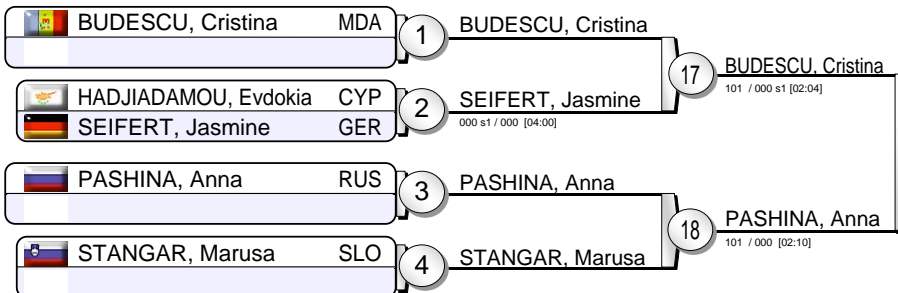 BUDESCU, Cristina MDA
1
BUDESCU, Cristina
HADJIADAMOU, Evdokia CYP
SEIFERT, Jasmine GER
2
SEIFERT, Jasmine
000 s1 / 000 [04:00]
17
BUDESCU, Cristina
101 / 000 s1 [02:04]
PASHINA, Anna RUS
3
PASHINA, Anna
STANGAR, Marusa SLO
4
STANGAR, Marusa
18
PASHINA, Anna
101 / 000 [02:10]